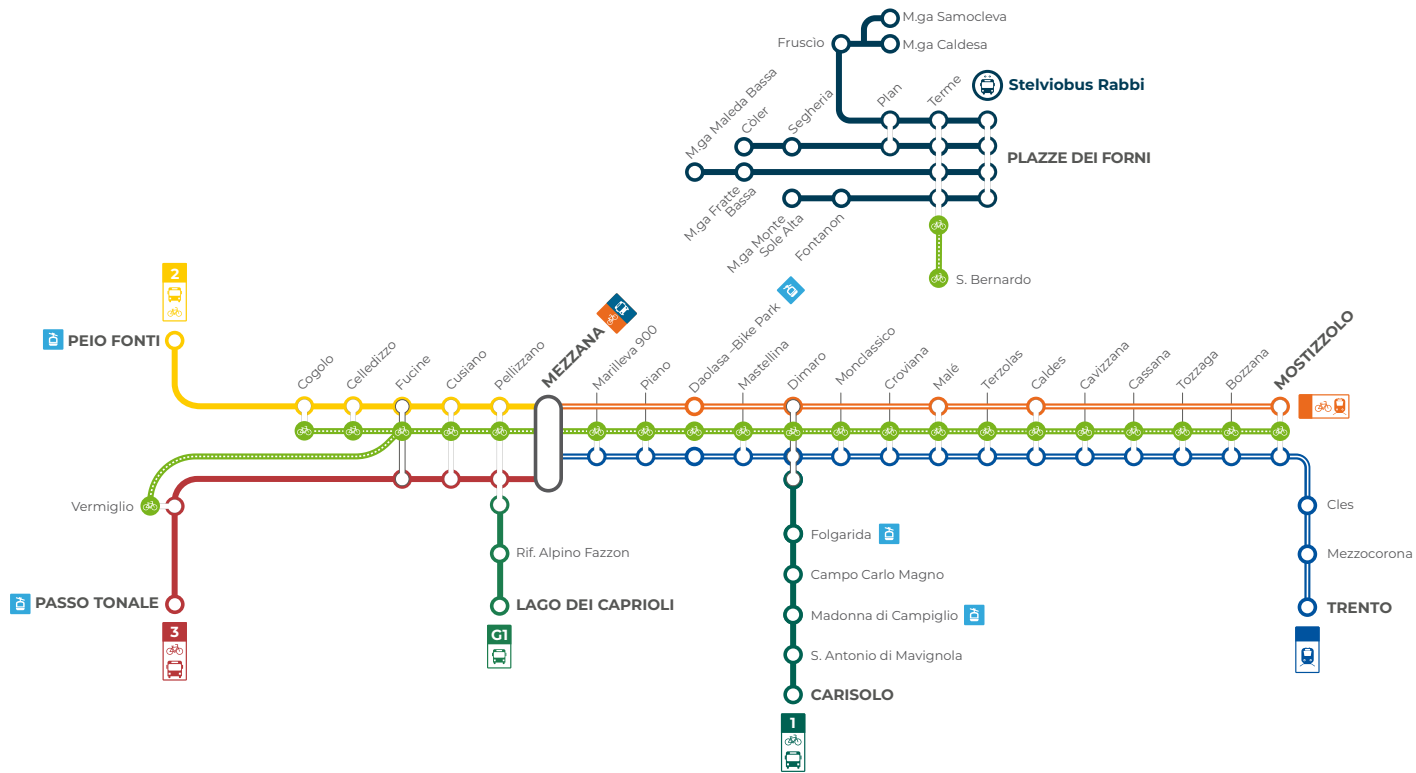 M.ga Samocleva
Fruscìo
M.ga Caldesa
Stelviobus Rabbi
M.ga Maleda Bassa
Còler
Segheria
Plan
Terme
PLAZZE DEI FORNI
M.ga Fratte
Bassa
M.ga Monte
Sole Alta
Fontanon
S. Bernardo
2
PEIO FONTI
Cogolo
Celledizzo
Fucine
Cusiano
Pellizzano
MEZZANA
Marilleva 900
Piano
Daolasa -Bike Park
Mastellina
Dimaro
Monclassico
Croviana
Malé
Terzolas
Caldes
Cavizzana
Cassana
Tozzaga
Bozzana
MOSTIZZOLO
Vermiglio
Cles
Folgarida
Rif. Alpino Fazzon
Mezzocorona
Campo Carlo Magno
PASSO TONALE
LAGO DEI CAPRIOLI
Madonna di Campiglio
TRENTO
3
G1
S. Antonio di Mavignola
CARISOLO
1